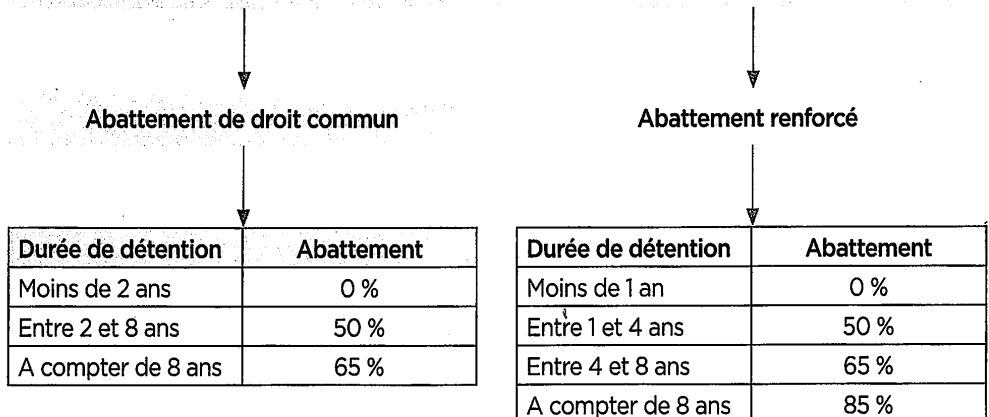 Abattement de droit commun
Abattement renforcé
Durée de détention Abattement
Moins de 2 ans 0 %
Entre 2 et 8 ans 50 %
A compter de 8 ans 65 %
Durée de détention Abattement
Moins de 1 an 0 %
Entre 1 et 4 ans 50 %
Entre 4 et 8 ans 65 %
A compter de 8 ans 85 %